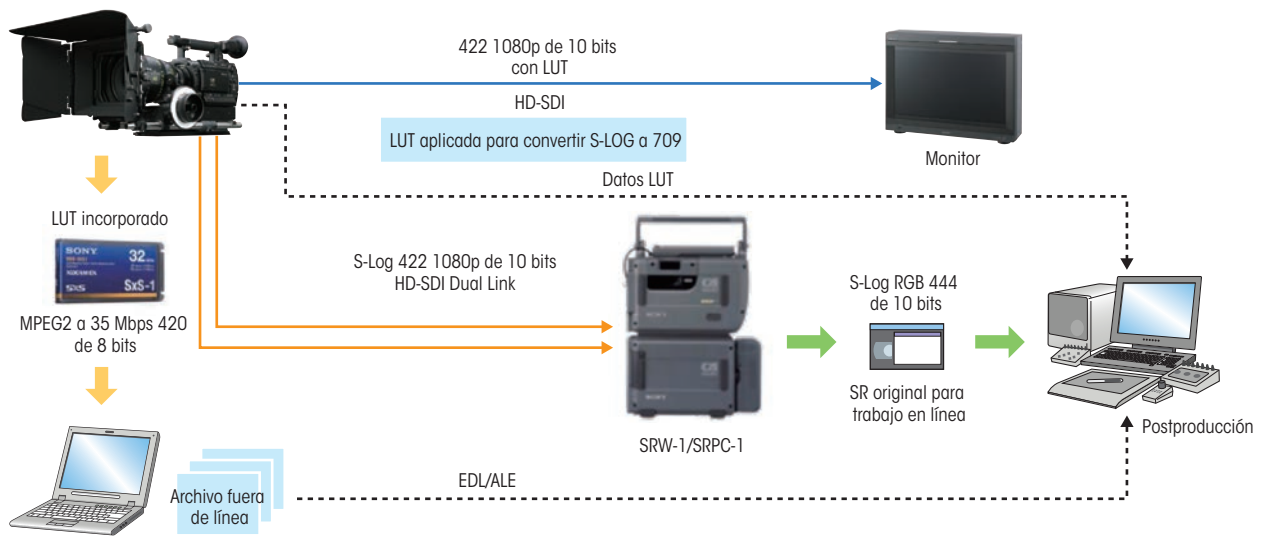 422 1080p de 10 bits
con LUT
HD-SDI
LUT aplicada para convertir S-LOG a 709
Monitor
Datos LUT
LUT incorporado
SONY
32
SxS
SxS-1
MPEG2 a 35 Mbps 420
de 8 bits
S-Log 422 1080p de 10 bits
HD-SDI Dual Link
SONY
SONY
SRW-1/SRPC-1
S-Log RGB 444
de 10 bits
SR original para
trabajo en línea
Postproducción
Archivo fuera
de línea
EDL/ALE